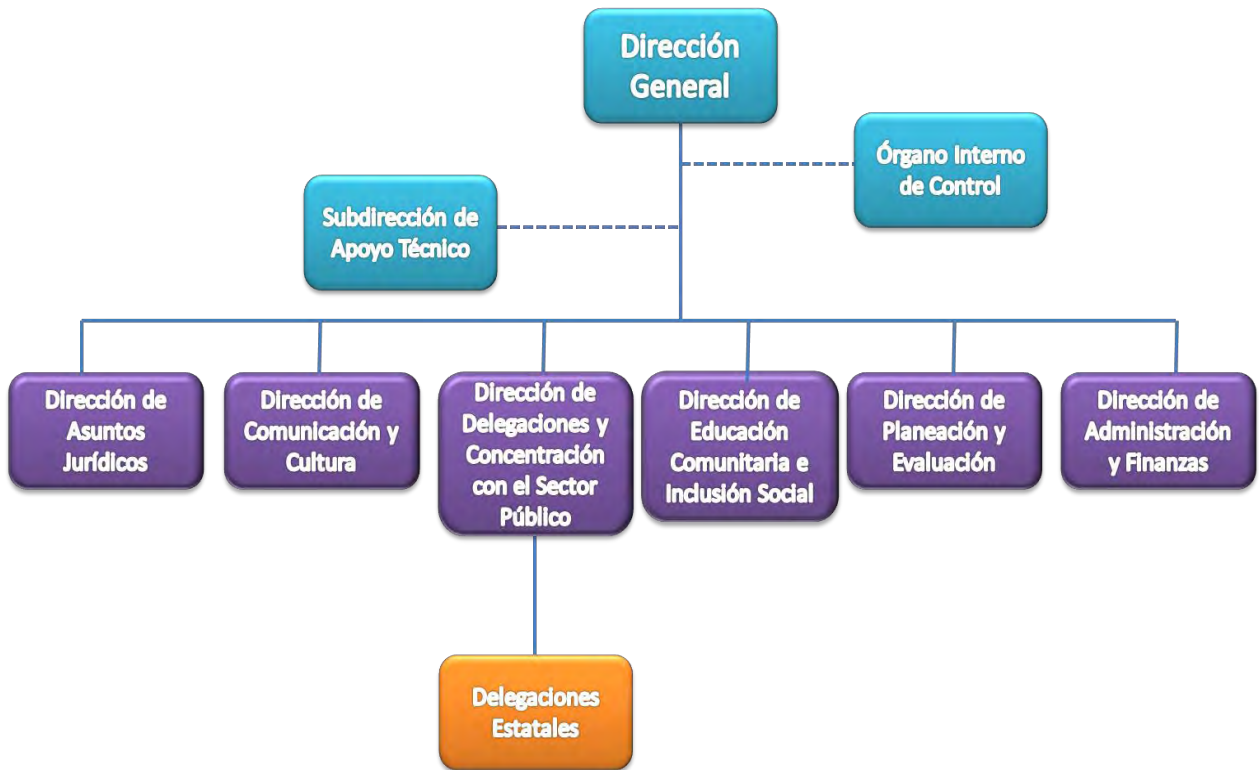 Dirección
General
Órgano Interno
de Control
Subdirección de
Apoyo Técnico
Dirección de
Asuntos
Jurídicos
Dirección de
Comunicación y
Cultura
Dirección de
Delegaciones y
Concentración
con el Sector
Público
Dirección de
Educación
Comunitaria e
Inclusión Social
Dirección de
Planeación y
Evaluación
Dirección de
Administración
y Finanzas
Delegaciones
Estatales